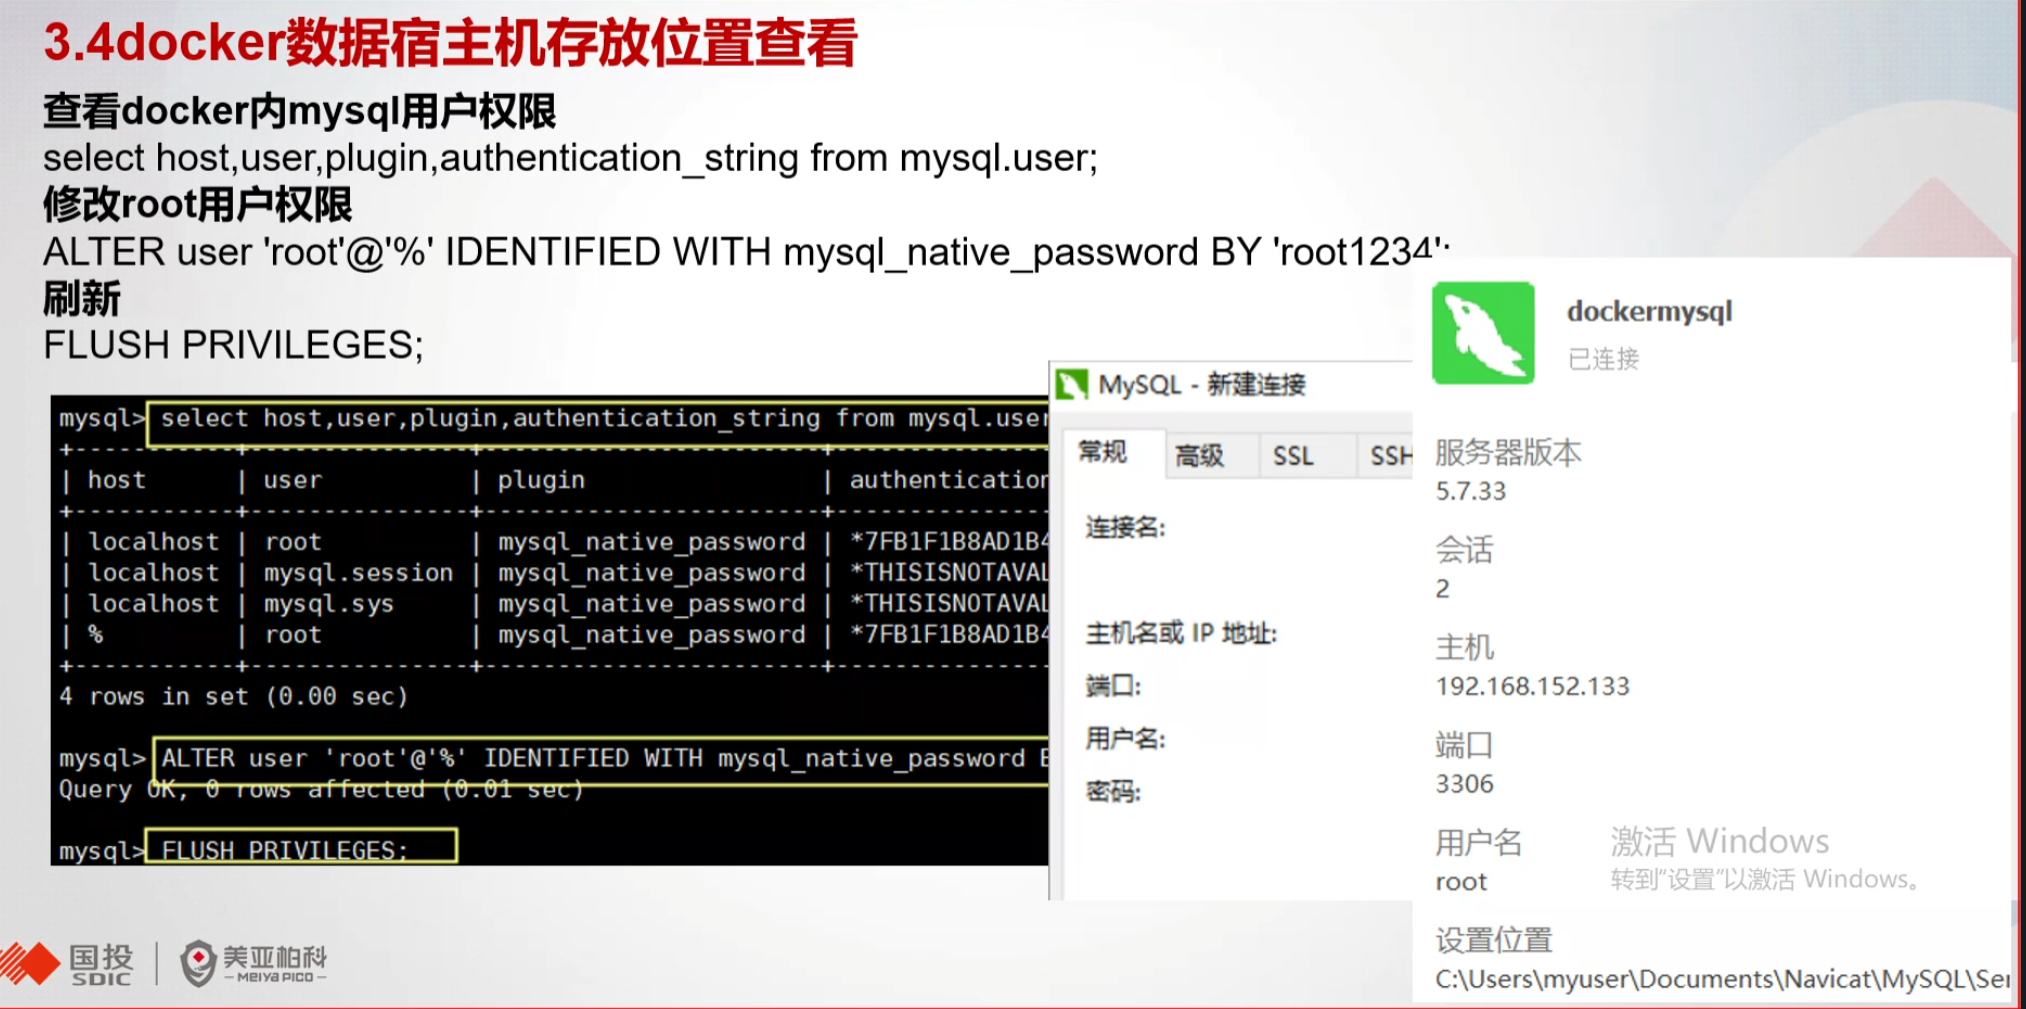 3.4docker数据宿主机存放位置查看
查看docker内mysql用户权限
select host,user,plugin,authentication_string from mysql.user;
修改root用户权限
ALTER user 'root'@'%' IDENTIFIED WITH mysql_native_password BY 'root1234';
刷新
FLUSH PRIVILEGES;
mysql> select host,user,plugin,authentication_string from mysql.user
+-----------+---------------+-----------------------+---------------
| host | user | plugin | authentication
+-----------+---------------+-----------------------+---------------
| localhost | root | mysql_native_password | *7FB1F1B8AD1B4
| localhost | mysql.session | mysql_native_password | *THISISNOTAVAL
| localhost | mysql.sys | mysql_native_password | *THISISNOTAVAL
| % | root | mysql_native_password | *7FB1F1B8AD1B4
+-----------+---------------+-----------------------+---------------
4 rows in set (0.00 sec)
mysql> ALTER user 'root'@'%' IDENTIFIED WITH mysql_native_password
Query OK, 0 rows affected (0.01 sec)
mysql> FLUSH PRIVILEGES;
MySQL - 新建连接
常规 高级 SSL SSH
连接名:
主机名或 IP 地址:
端口:
用户名:
密码:
dockermysql
已连接
服务器版本
5.7.33
会话
2
主机
192.168.152.133
端口
3306
用户名
root
设置位置
C:\Users\myuser\Documents\Navicat\MySQL\Ser
激活 Windows
转到“设置”以激活 Windows。
国投
SDIC
美亚柏科
MEIYA PICO